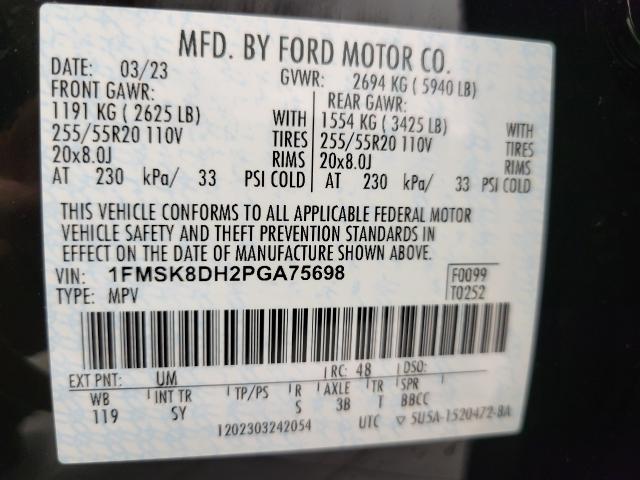 MFD. BY FORD MOTOR CO.
DATE: 03/23 GVWR: 2694 KG ( 5940 LB)
FRONT GAWR: REAR GAWR:
1191 KG ( 2625 LB) WITH 1554 KG ( 3425 LB) WITH
255/55R20 110V TIRES 255/55R20 110V TIRES
20x8.0J RIMS 20x8.0J RIMS
AT 230 kPa/ 33 PSI COLD AT 230 kPa/ 33 PSI COLD
THIS VEHICLE CONFORMS TO ALL APPLICABLE FEDERAL MOTOR
VEHICLE SAFETY AND THEFT PREVENTION STANDARDS IN
EFFECT ON THE DATE OF MANUFACTURE SHOWN ABOVE.
VIN: 1FMSK8DH2PGA75698 F0099
TYPE: MPV T0252
EXT PNT: UM RC: 48 DSO:
WB INT TR TP/PS R AXLE TR SPR
119 SY S 3B T BBCC
1202303242054 UTC ▽ 5U5A-1520472-BA